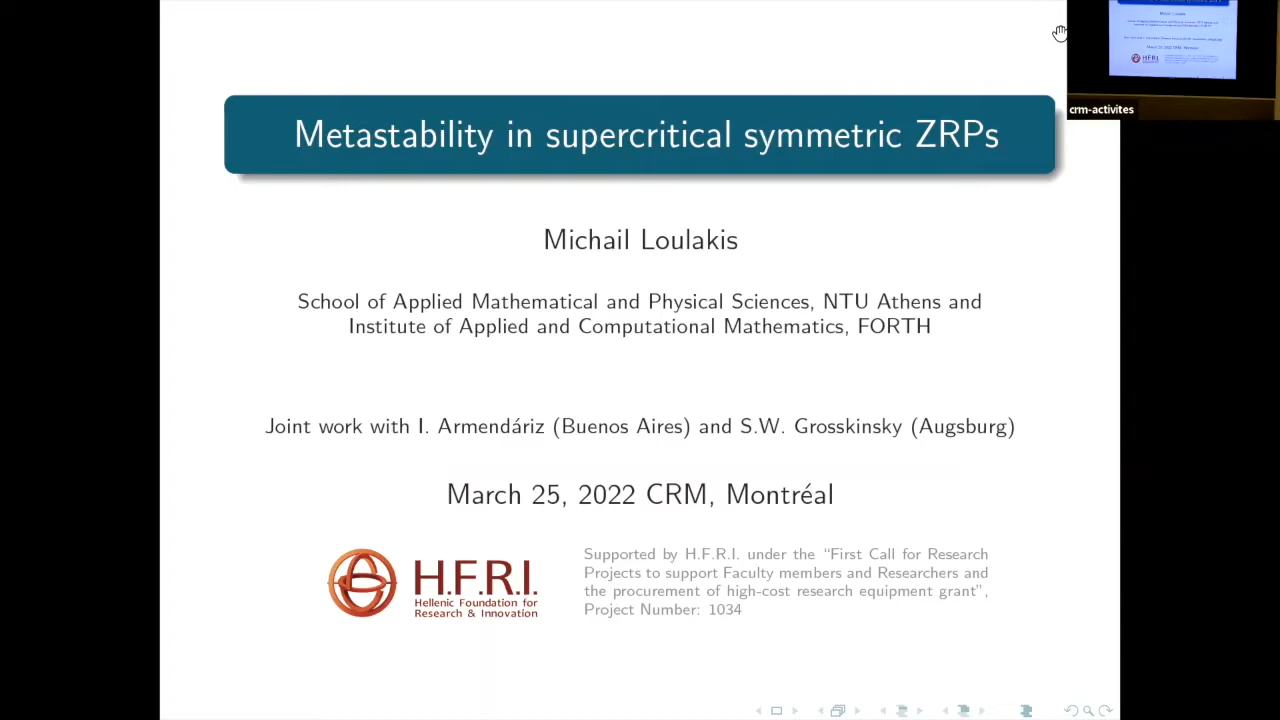 Metastability in supercritical symmetric ZRPs
crm-activites
Michail Loulakis
School of Applied Mathematical and Physical Sciences, NTU Athens and
Institute of Applied and Computational Mathematics, FORTH
Joint work with I. Armendáriz (Buenos Aires) and S.W. Grosskinsky (Augsburg)
March 25, 2022 CRM, Montréal
H.F.R.I.
Hellenic Foundation for
Research & Innovation
Supported by H.F.R.I. under the “First Call for Research
Projects to support Faculty members and Researchers and
the procurement of high-cost research equipment grant”,
Project Number: 1034